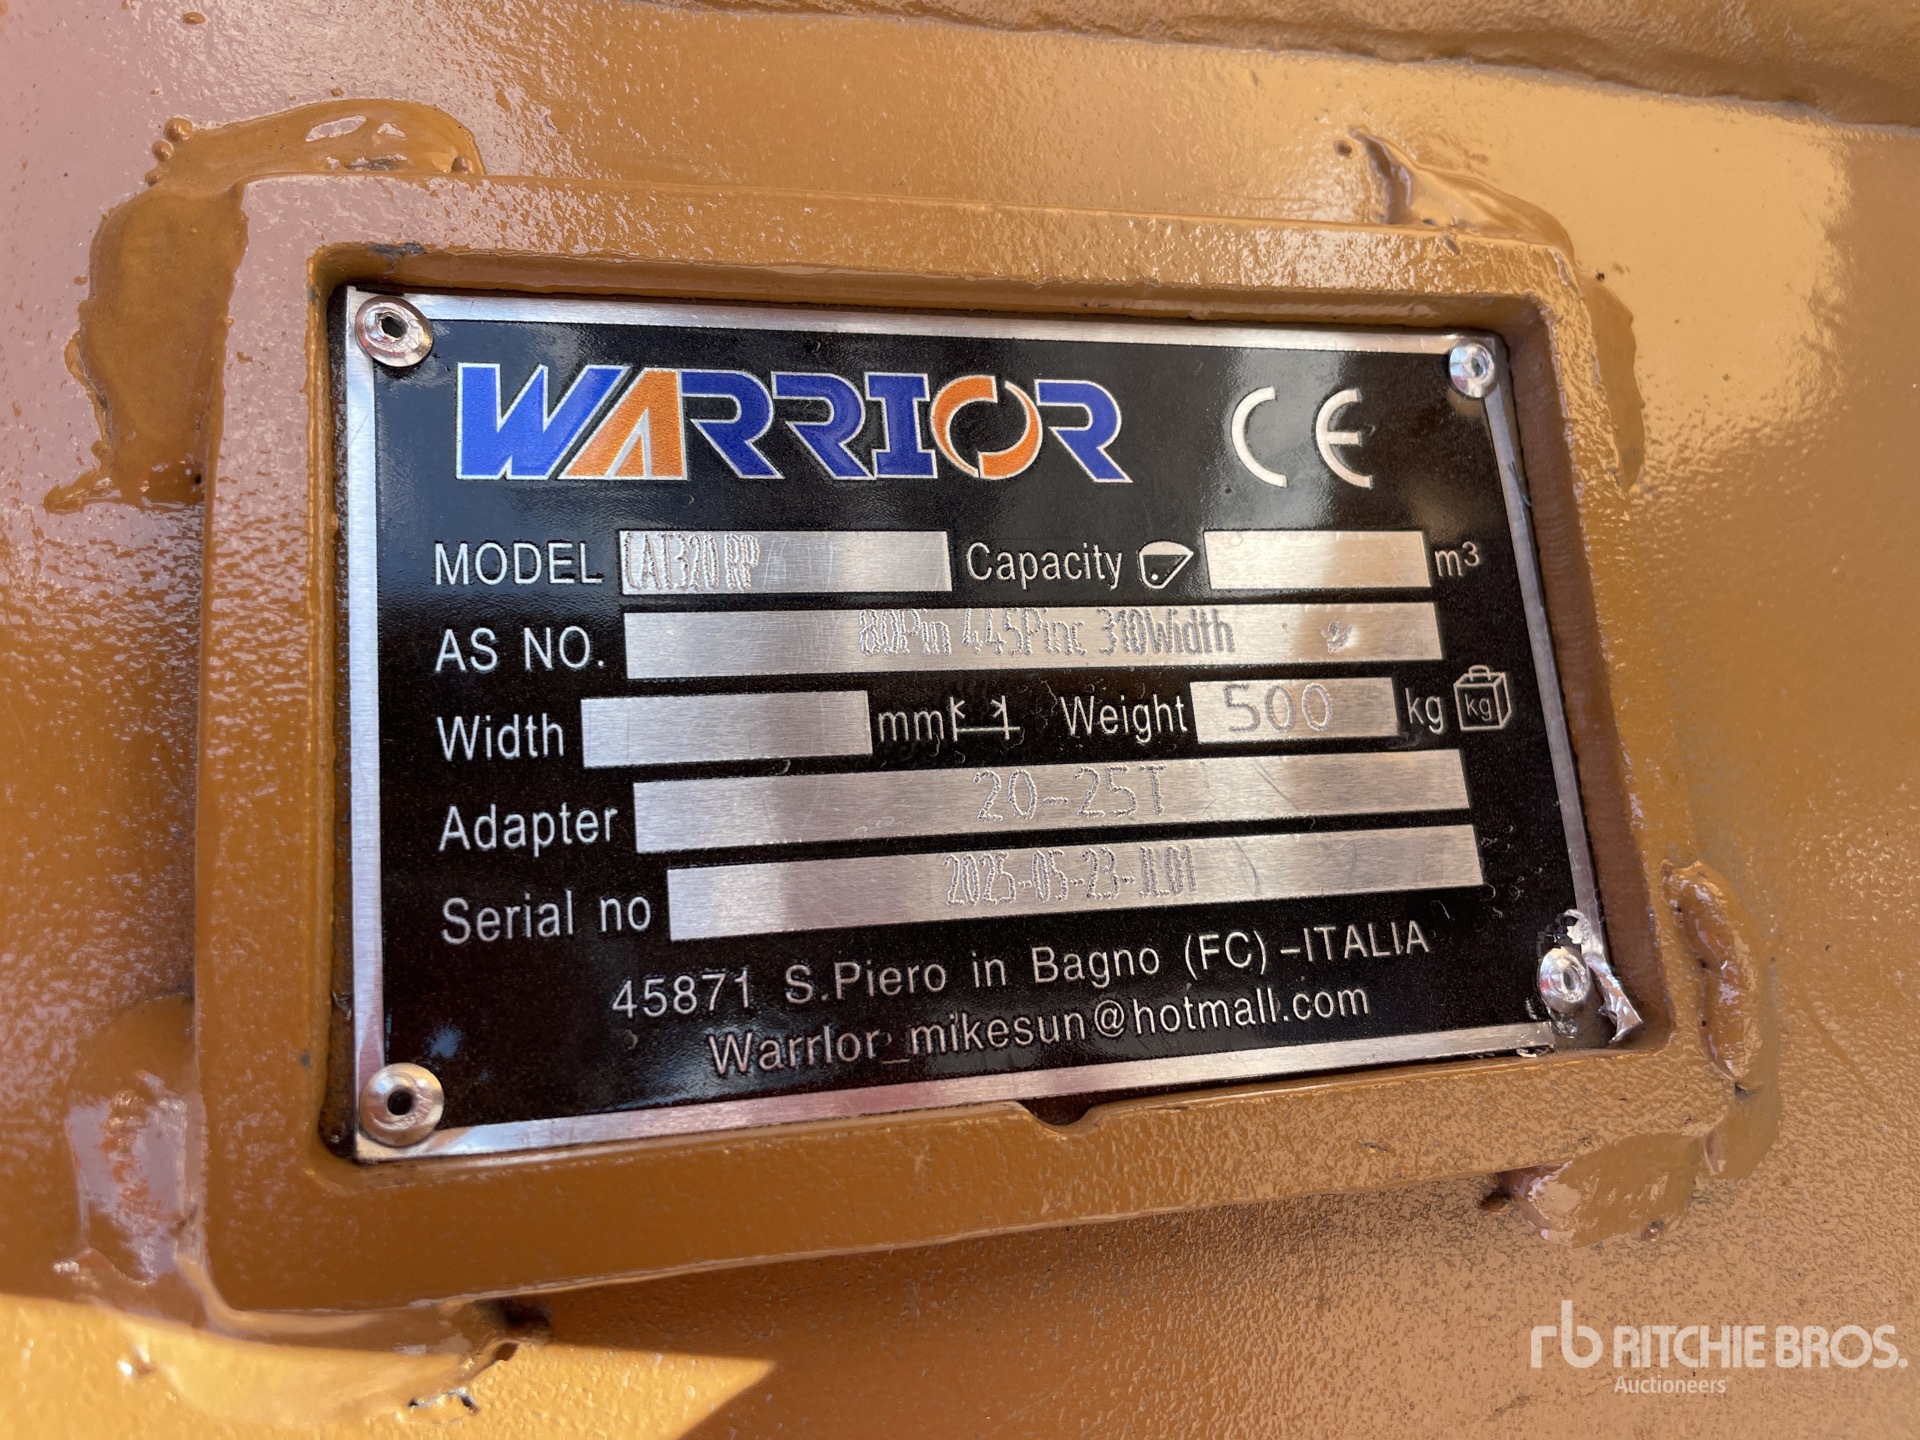 WARRIOR CE
MODEL CAT320 RP Capacity m³
AS NO. 80Pin 445Pinc 310Width
Width mm Weight 500 kg kg
Adapter 20-25T
Serial no 2025-05-23-JL01
45871 S.Piero in Bagno (FC) -ITALIA
Warrlor_mikesun@hotmall.com
rb RITCHIE BROS.
Auctioneers